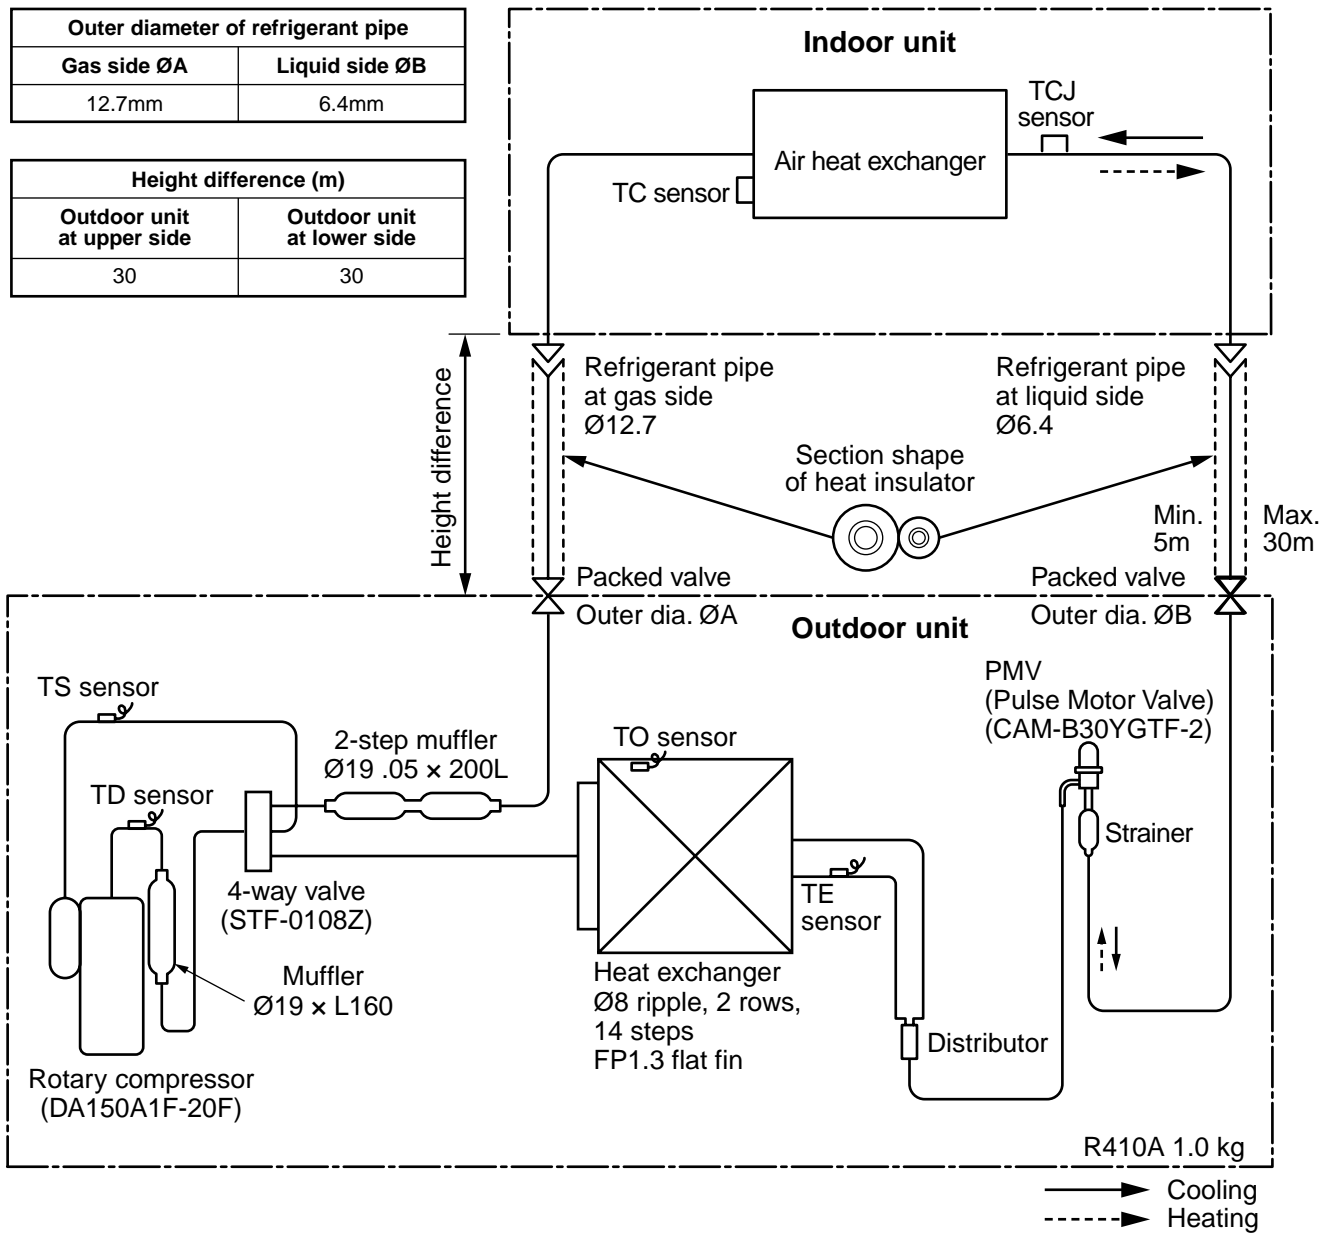 Outer diameter of refrigerant pipe
Gas side ØA
Liquid side ØB
12.7mm
6.4mm
Height difference (m)
Outdoor unit
at upper side
Outdoor unit
at lower side
30
30
Indoor unit
TCJ
sensor
Air heat exchanger
TC sensor
Height difference
Refrigerant pipe
at gas side
Ø12.7
Refrigerant pipe
at liquid side
Ø6.4
Section shape
of heat insulator
Min.
5m
Max.
30m
Packed valve
Outer dia. ØA
Packed valve
Outer dia. ØB
Outdoor unit
TS sensor
TD sensor
2-step muffler
Ø19 .05 × 200L
TO sensor
PMV
(Pulse Motor Valve)
(CAM-B30YGTF-2)
Strainer
4-way valve
(STF-0108Z)
TE
sensor
Muffler
Ø19 × L160
Heat exchanger
Ø8 ripple, 2 rows,
14 steps
FP1.3 flat fin
Distributor
Rotary compressor
(DA150A1F-20F)
R410A 1.0 kg
Cooling
Heating